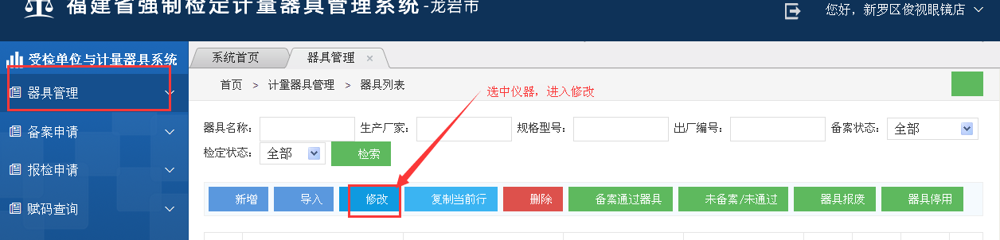 福建省强制检定计量器具管理系统-龙岩市
您好，新罗区俊视眼镜店
受检单位与计量器具系统
系统首页 器具管理 ×
器具管理
首页 > 计量器具管理 > 器具列表
选中仪器，进入修改
备案申请
器具名称： 生产厂家： 规格型号： 出厂编号： 备案状态： 全部
检定状态： 全部 检索
报检申请
新增 导入 修改 复制当前行 删除 备案通过器具 未备案/未通过 器具报废 器具停用
赋码查询